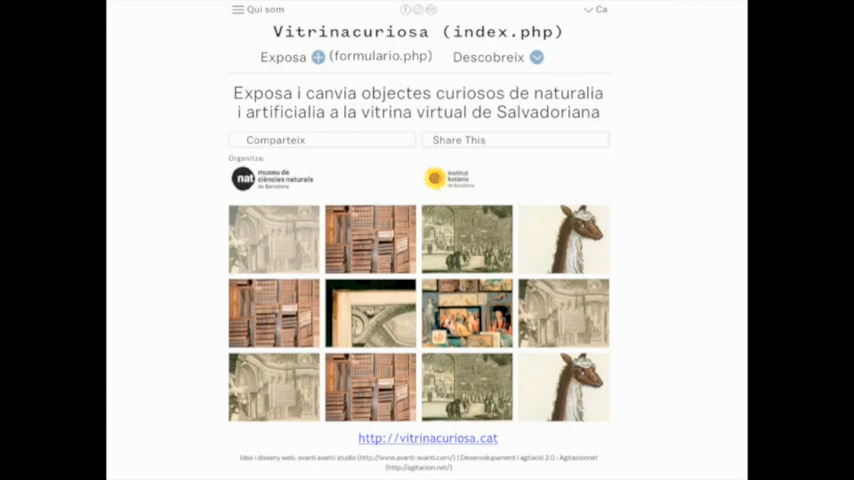 Qui som
Ca
Vitrinacuriosa (index.php)
Exposa (formulario.php) Descobreix
Exposa i canvia objectes curiosos de naturalia
i artificialia a la vitrina virtual de Salvadoriana
Comparteix
Share This
Organitza:
nat museu de
ciències naturals
de Barcelona
institut
botànic
de Barcelona
http://vitrinacuriosa.cat
Idea i disseny web: avanti avanti studio (http://www.avanti-avanti.com/) | Desenvolupament i agitació 2.0 : Agitacionnet
(http://agitacion.net/)